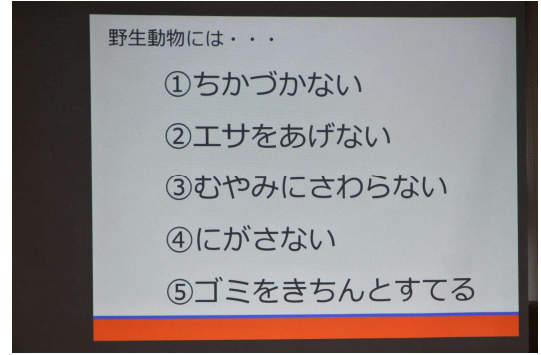 野生動物には・・・
①ちかづかない
②エサをあげない
③むやみにさわらない
④にがさない
⑤ゴミをきちんとすてる